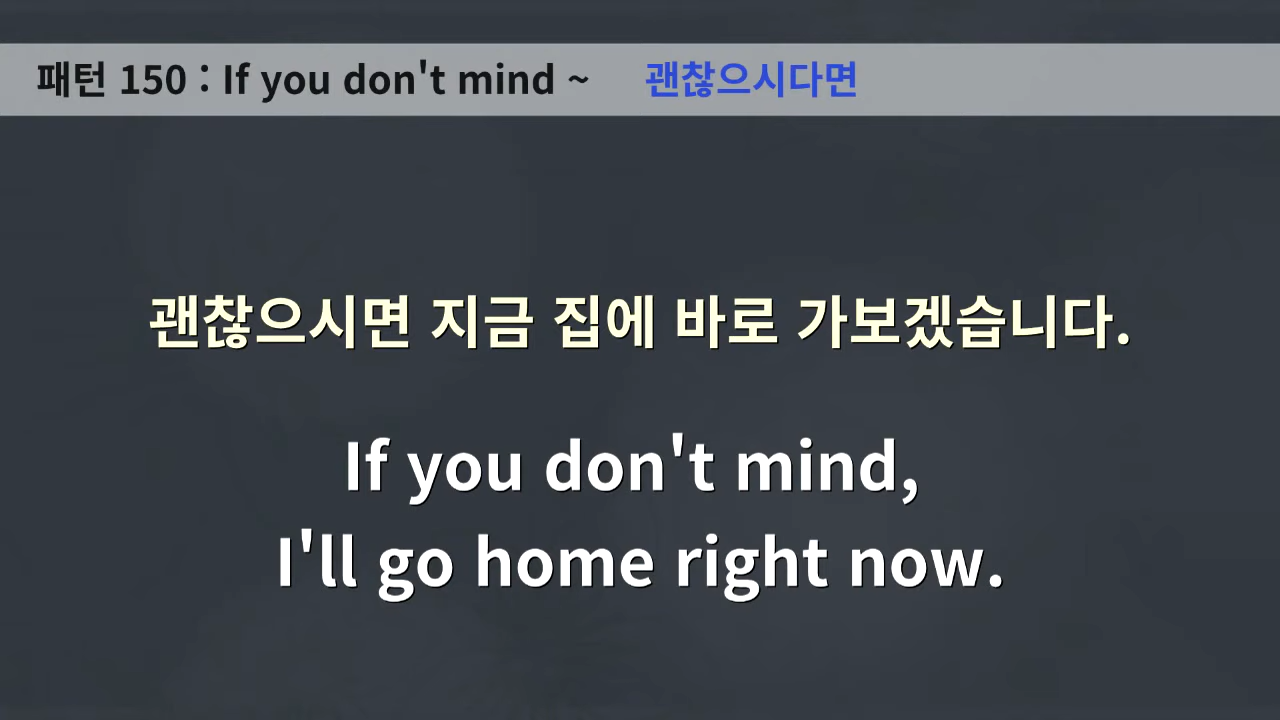 패턴 150 : If you don't mind ~ 괜찮으시다면
괜찮으시면 지금 집에 바로 가보겠습니다.
If you don't mind,
I'll go home right now.